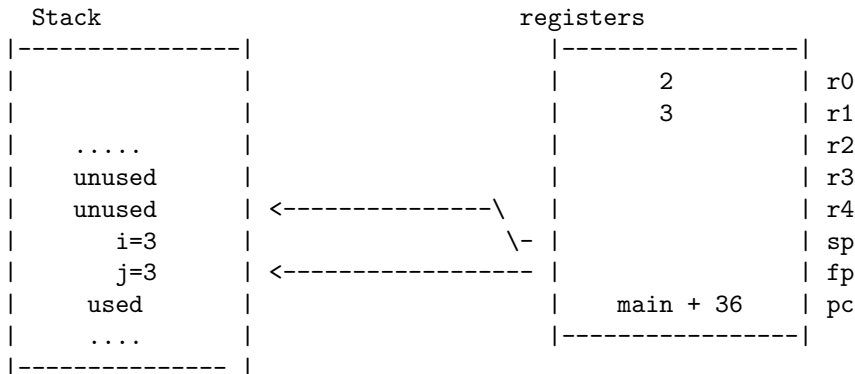 Stack                       registers
|----------------|                      |-----------------|
|                |                      |       2         | r0
|                |                      |       3         | r1
|     .....      |                      |                 | r2
|     unused     |                      |                 | r3
|     unused     | <---------------\    |                 | r4
|        i=3     |                  \-  |                 | sp
|        j=3     | <------------------  |                 | fp
|      used      |                      |    main + 36    | pc
|      ....      |                      |-----------------|
|--------------- |